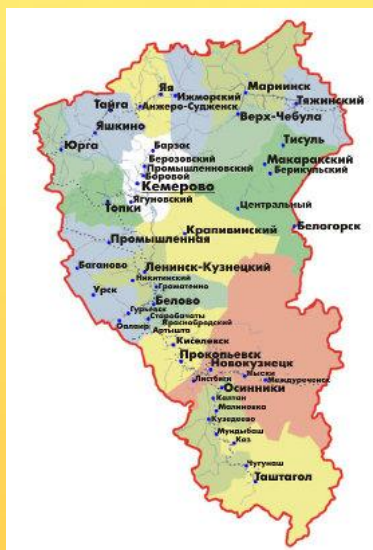 Яя
Ижморский
Мариинск
Тайга
Анжеро-Судженск
Тяжинский
Яшкино
Верх-Чебула
Юрга
Барзас
Тисуль
Березовский
Макаракский
Промышленновский
Боровой
Берикульский
Кемерово
Ягуновский
Топки
Центральный
Крапивинский
Белогорск
Промышленная
Баганово
Ленинск-Кузнецкий
Никитинский
Урск
Грамотеино
Белово
Гурьевск
Старобачаты
Салаир
Краснобродский
Артышта
Киселевск
Прокопьевск
Новокузнецк
Мыски
Листвяги
Междуреченск
Осинники
Калтан
Малиновка
Кузедеево
Мундыбаш
Каз
Чугунаш
Таштагол